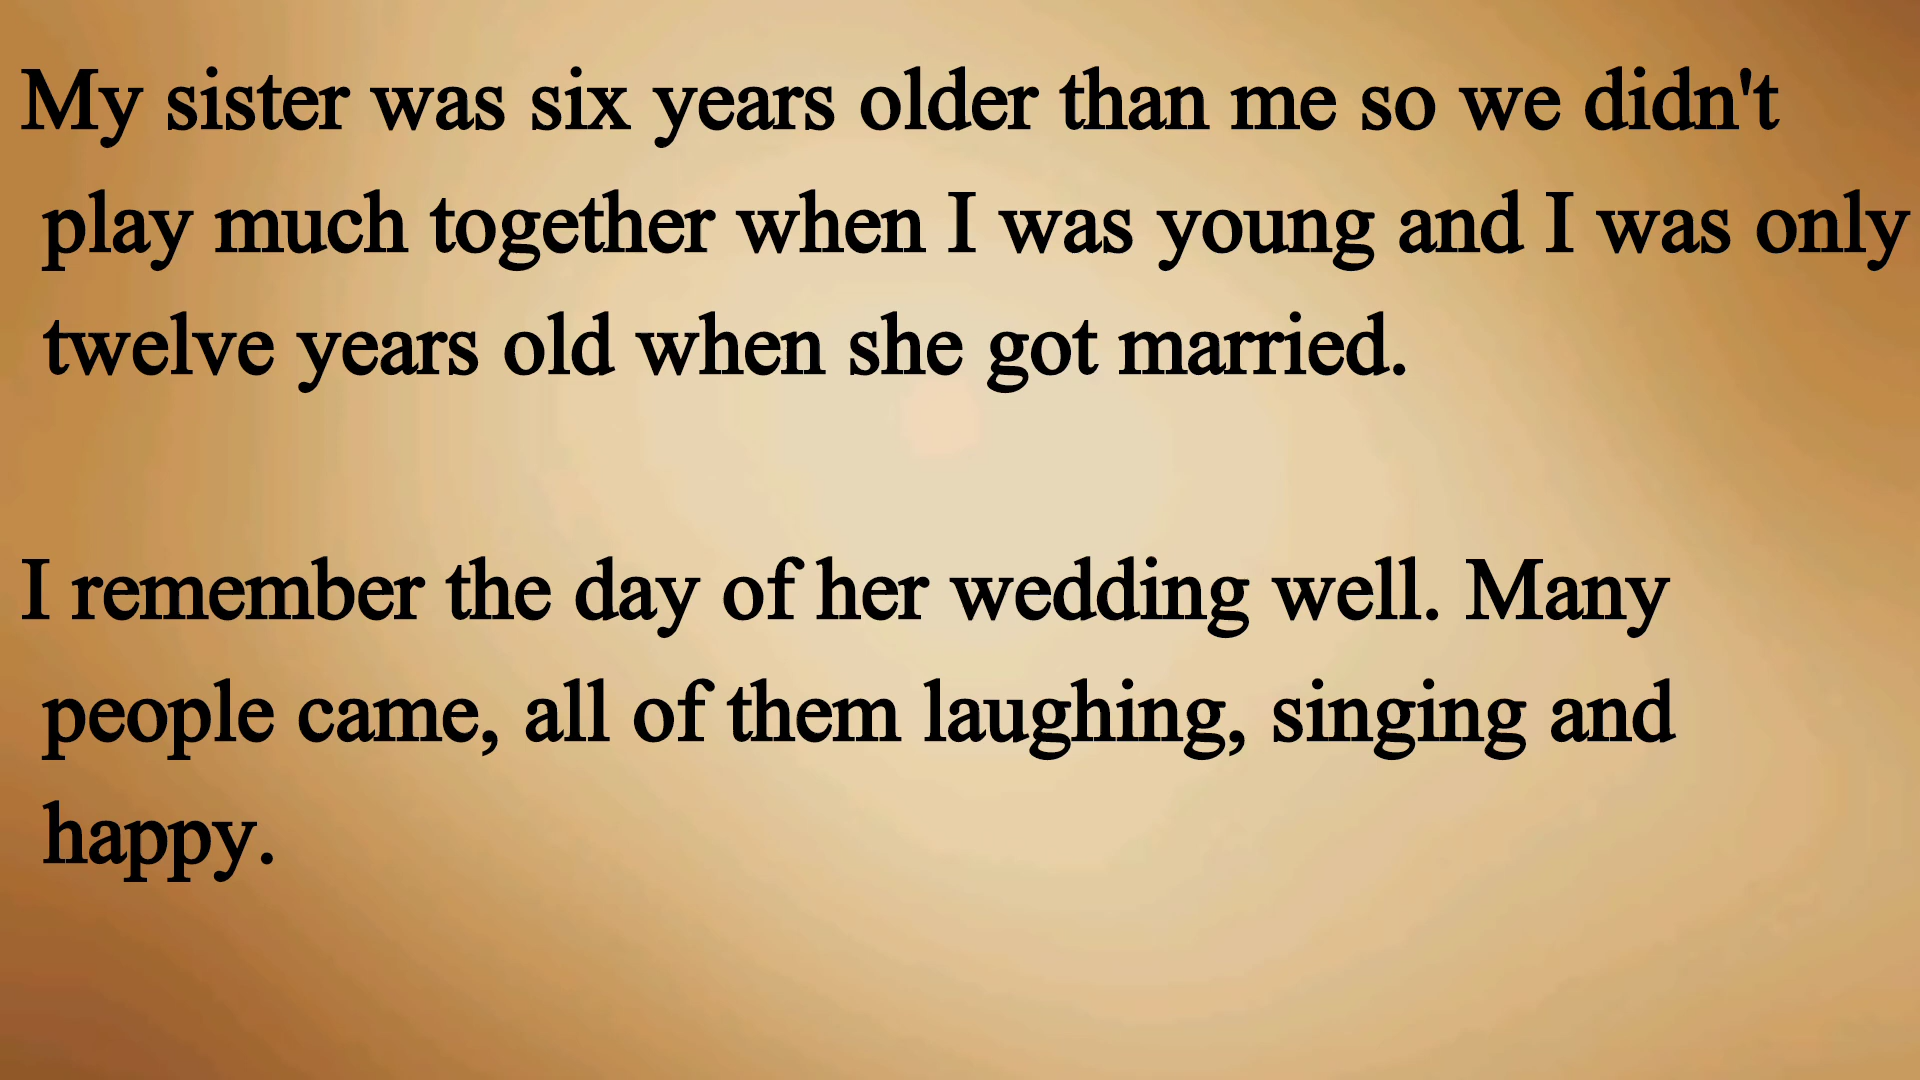 My sister was six years older than me so we didn't
play much together when I was young and I was only
twelve years old when she got married.
I remember the day of her wedding well. Many
people came, all of them laughing, singing and
happy.